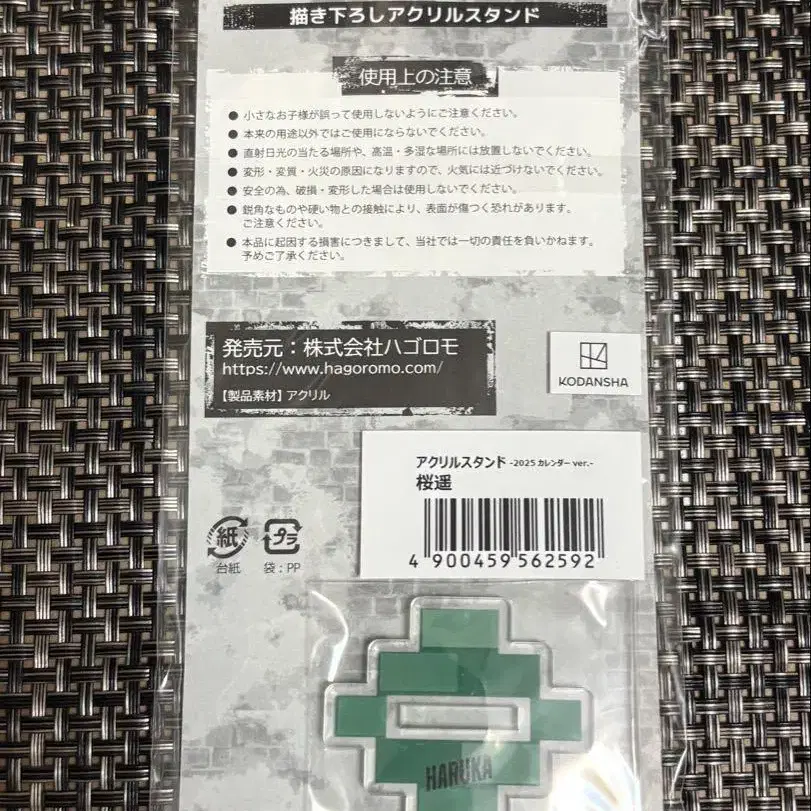 描き下ろしアクリルスタンド
使用上の注意
● 小さなお子様が誤って使用しないようにご注意ください。
● 本来の用途以外ではご使用にならないでください。
● 直射日光の当たる場所や、高温・多湿な場所には放置しないでください。
● 変形・変質・火災の原因になりますので、火気には近づけないでください。
● 安全の為、破損・変形した場合は使用しないでください。
● 鋭角なものや硬い物との接触により、表面が傷つく恐れがあります。
ご注意ください。
● 本品に起因する損害につきまして、当社では一切の責任を負いかねます。
予めご了承ください。
発売元：株式会社ハゴロモ
https://www.hagoromo.com/
【製品素材】アクリル
KODANSHA
アクリルスタンド -2025 カレンダー ver.-
桜遥
4 900459 562592
紙
台紙
プラ
袋：PP
HARUKA